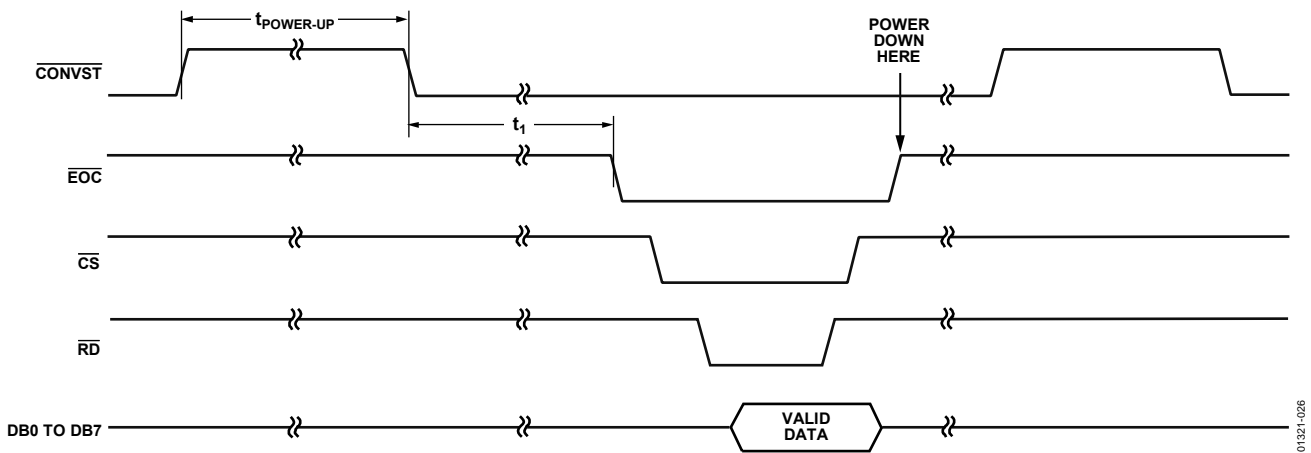 tPOWER-UP
POWER
DOWN
HERE
CONVST
t1
EOC
CS
RD
DB0 TO DB7
VALID
DATA
01321-026